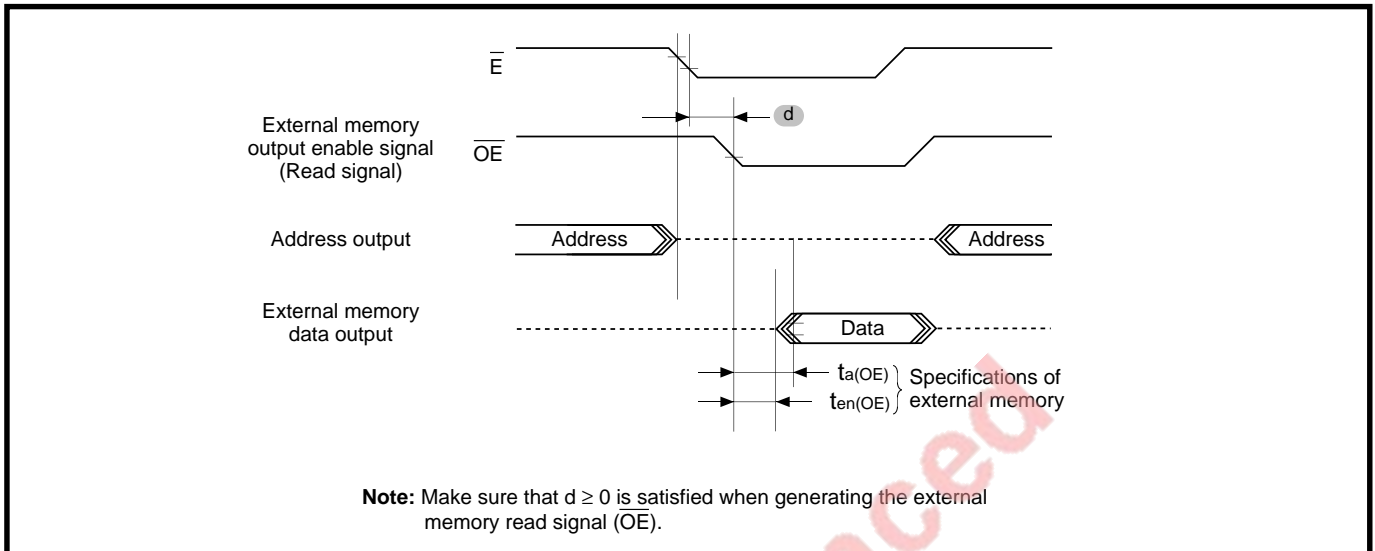 E
External memory
output enable signal
(Read signal)
OE
d
Address output
Address
Address
External memory
data output
Data
ta(OE)
ten(OE)
Specifications of
external memory
Note: Make sure that d ≥ 0 is satisfied when generating the external
memory read signal (OE).